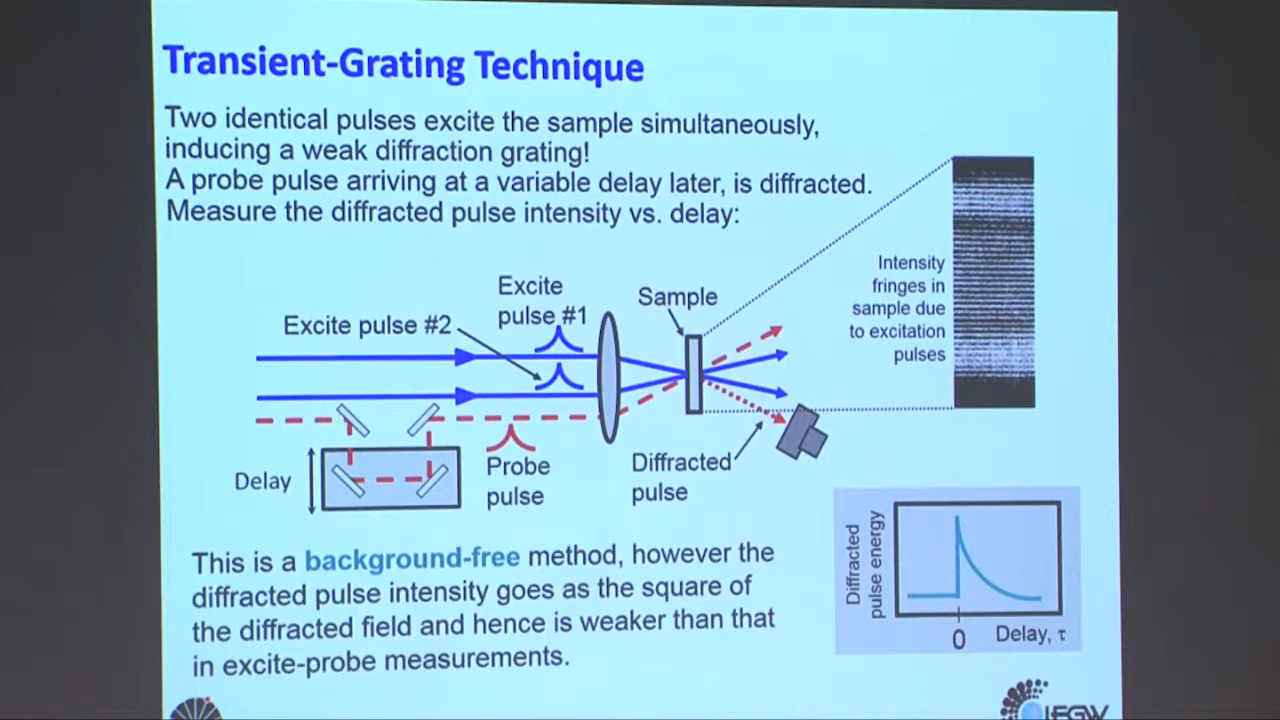 Transient-Grating Technique
Two identical pulses excite the sample simultaneously,
inducing a weak diffraction grating!
A probe pulse arriving at a variable delay later, is diffracted.
Measure the diffracted pulse intensity vs. delay:
Excite
pulse #1
Excite pulse #2
Sample
Intensity
fringes in
sample due
to excitation
pulses
Delay
Probe
pulse
Diffracted
pulse
This is a background-free method, however the
diffracted pulse intensity goes as the square of
the diffracted field and hence is weaker than that
in excite-probe measurements.
Diffracted
pulse energy
0
Delay, τ